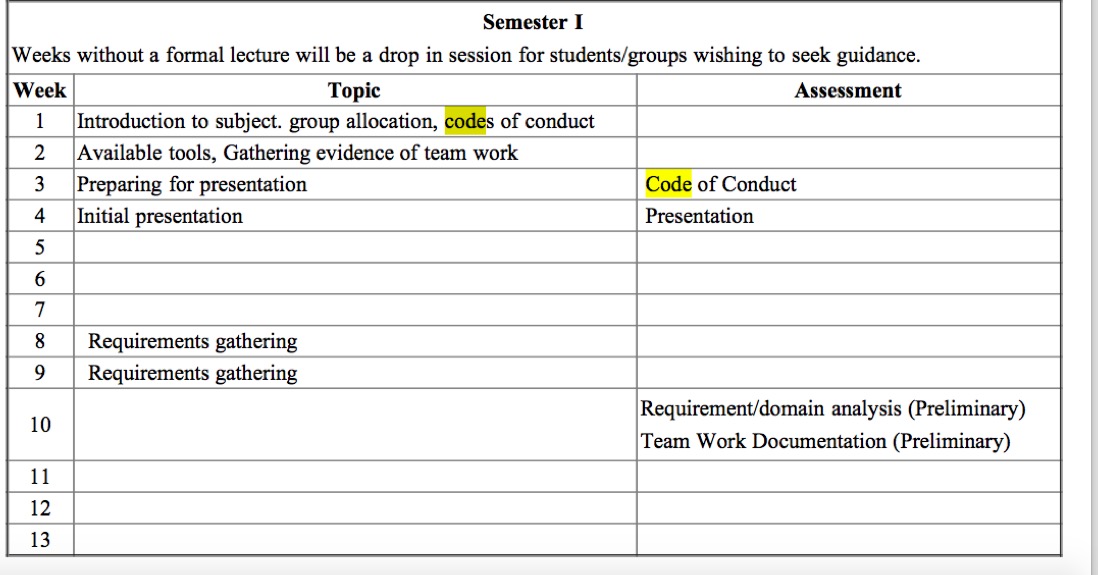 Semester I
Weeks without a formal lecture will be a drop in session for students/groups wishing to seek guidance.
Week Topic Assessment
1 Introduction to subject. group allocation, codes of conduct
2 Available tools, Gathering evidence of team work
3 Preparing for presentation Code of Conduct
4 Initial presentation Presentation
5
6
7
8 Requirements gathering
9 Requirements gathering
10 Requirement/domain analysis (Preliminary)
Team Work Documentation (Preliminary)
11
12
13